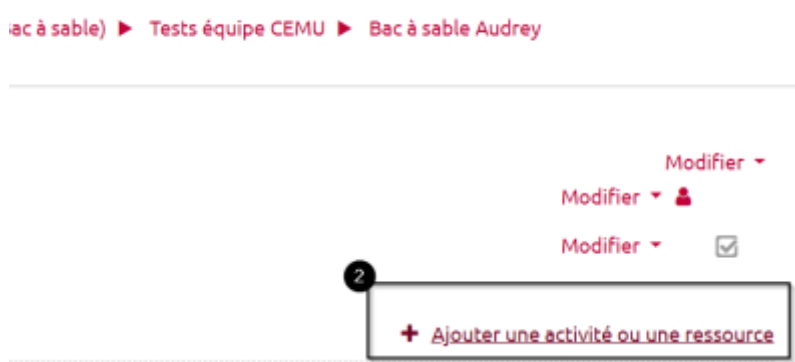 ac à sable) ▶ Tests équipe CEMU ▶ Bac à sable Audrey
Modifier
Modifier
Modifier
2
+ Ajouter une activité ou une ressource